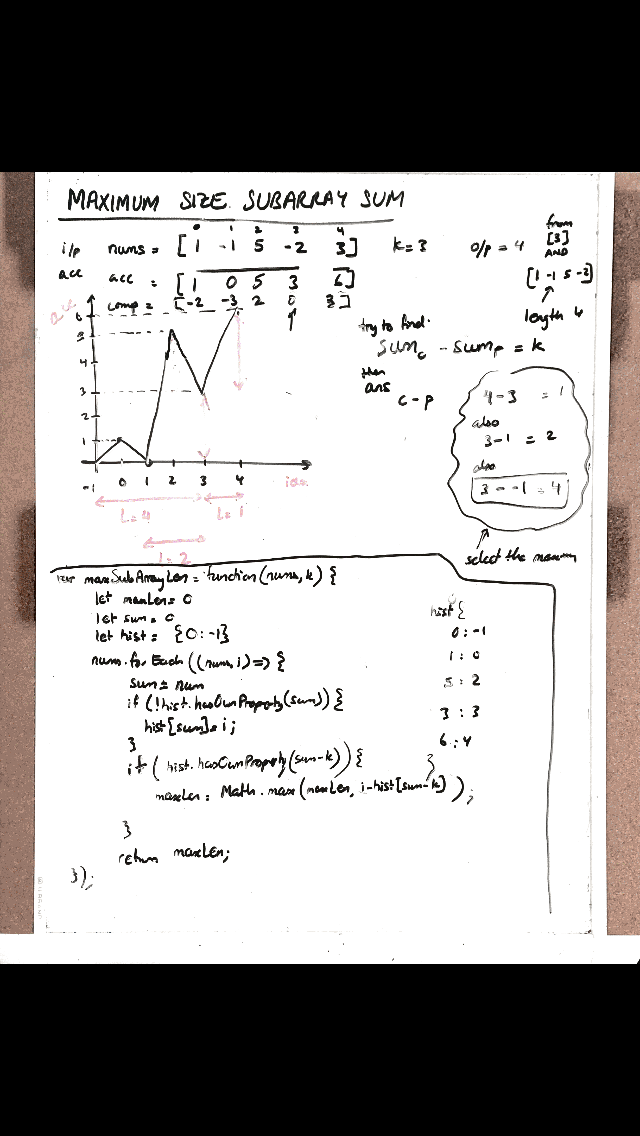 MAXIMUM SIZE SUBARRAY SUM
0 1 2 3 4
i/p nums = [ 1 -1 5 -2 3 ] k = 3 o/p = 4
from [3]
AND
[1 -1 5 -2]
length 4
acc acc = [ 1 0 5 3 6 ]
comp = [ -2 -3 2 0 3 ]
try to find.
sum_c - sum_p = k
then
ans c - p
4 - 3 = 1
also
3 - 1 = 2
also
3 - -1 = 4
select the maximum
acc
6
5
4
3
2
1
-1 0 1 2 3 4 idx
L = 4 L = 1
L = 2
maxSubArrayLen = function(nums, k) {
let maxLen = 0
let sum = 0
let hist = {0:-1}
nums.forEach((num, i) => {
sum += num
if (!hist.hasOwnProperty(sum)) {
hist[sum] = i;
}
if (hist.hasOwnProperty(sum-k)) {
maxLen = Math.max(maxLen, i-hist[sum-k]);
}
return maxLen;
});
hist {
0 : -1
1 : 0
5 : 2
3 : 3
6 : 4
}